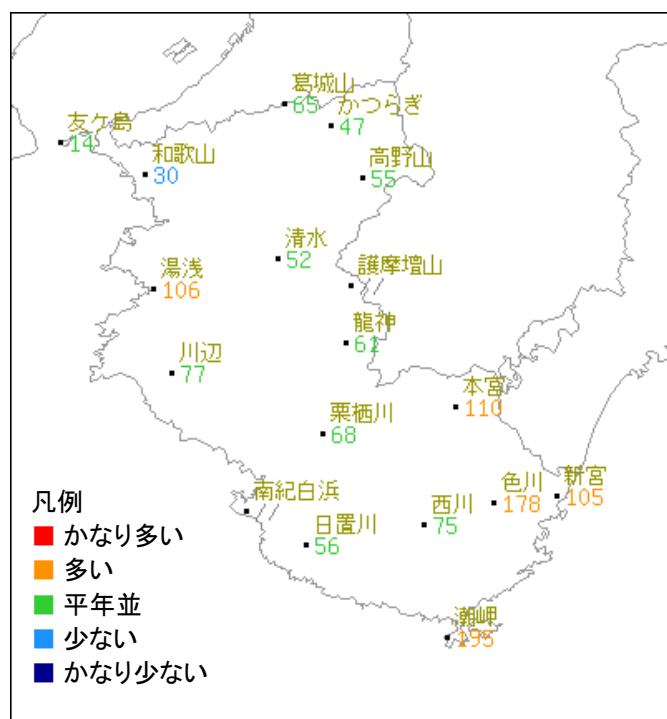 葛城山
65
かつらぎ
47
友ケ島
14
和歌山
30
高野山
55
清水
52
護摩壇山
//
湯浅
106
龍神
61
川辺
77
本宮
110
栗栖川
68
南紀白浜
//
日置川
56
西川
75
色川
178
新宮
105
潮岬
195
凡例
かなり多い
多い
平年並
少ない
かなり少ない